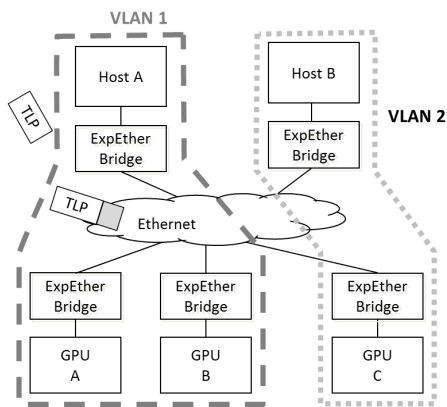 VLAN 1
Host A
Host B
TLP
ExpEther
Bridge
ExpEther
Bridge
VLAN 2
TLP
Ethernet
ExpEther
Bridge
ExpEther
Bridge
ExpEther
Bridge
GPU
A
GPU
B
GPU
C